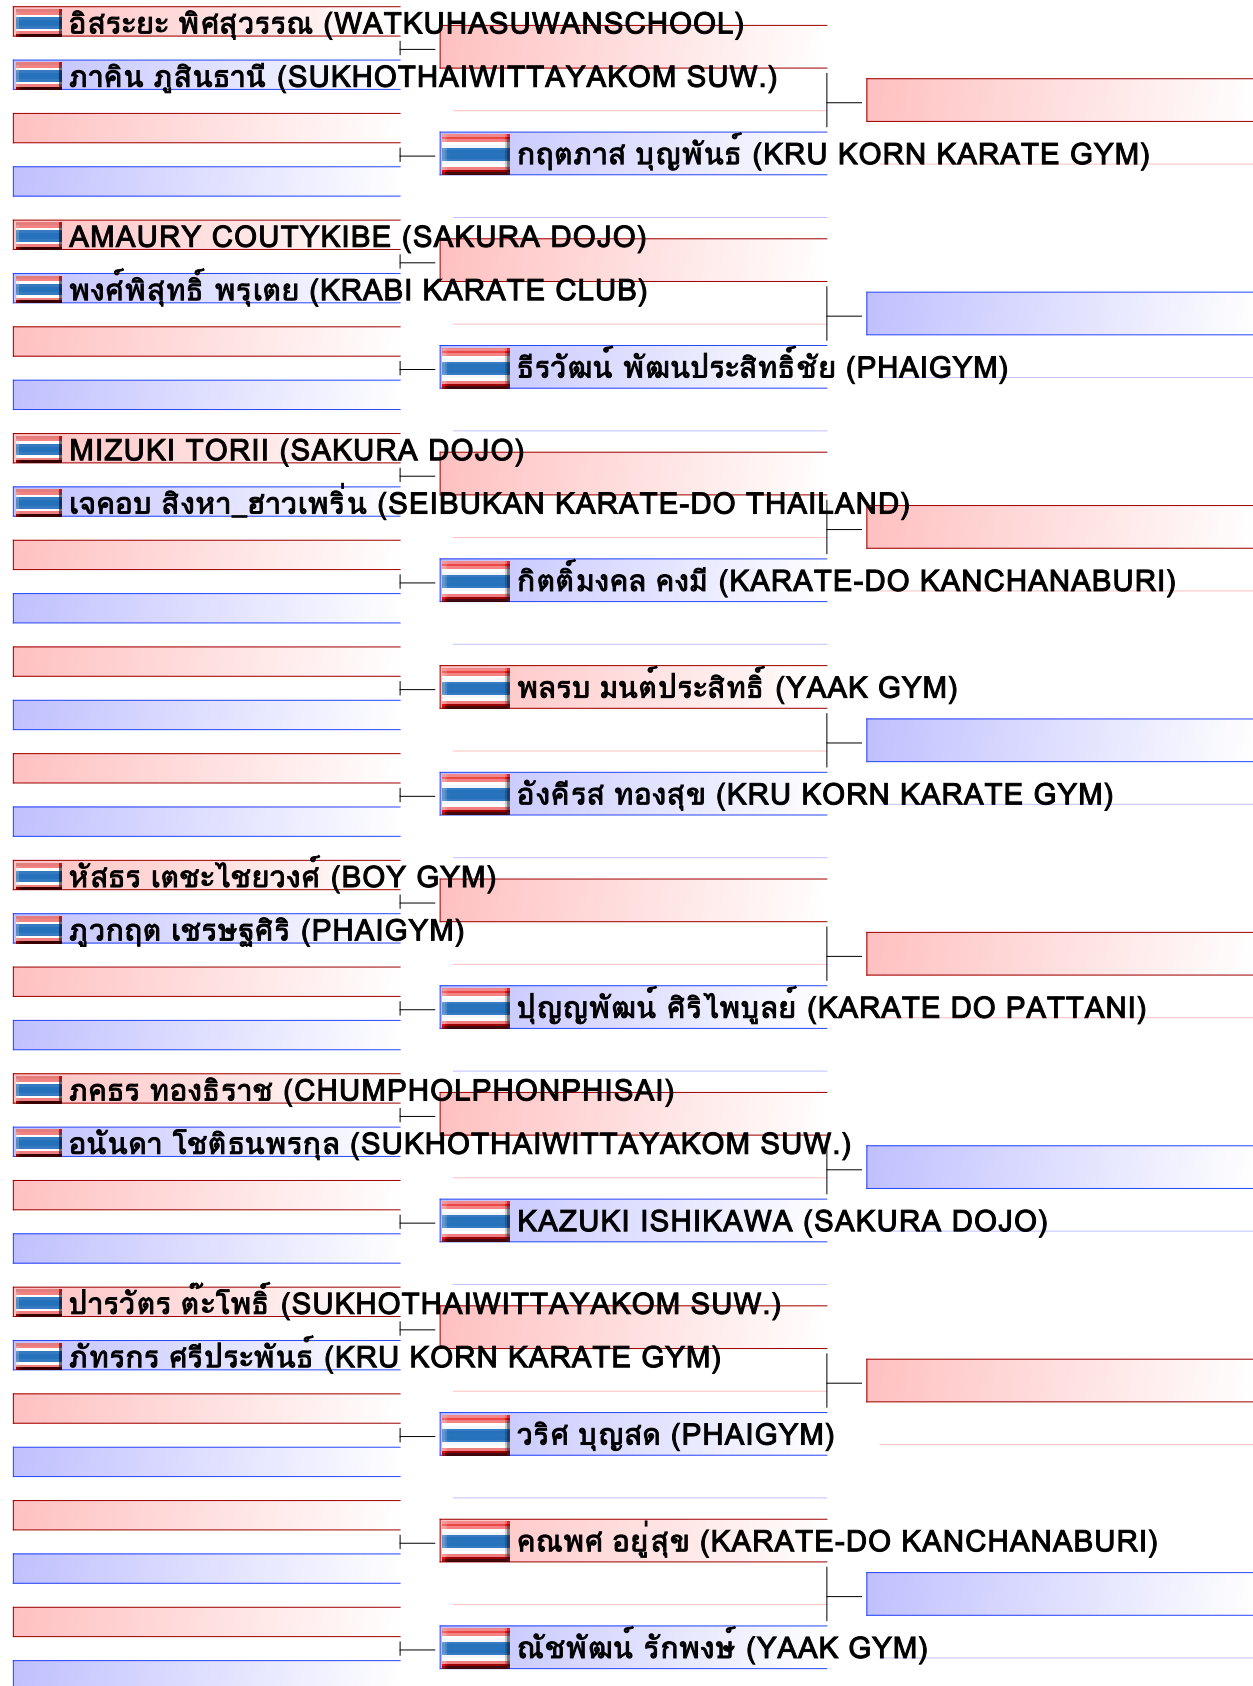 อิสระยะ พิศสุวรรณ (WATKUHASUWANSCHOOL)
ภาคิน ภูสินธานี (SUKHOTHAIWITTAYAKOM SUW.)
กฤตภาส บุญพันธ์ (KRU KORN KARATE GYM)
AMAURY COUTYKIBE (SAKURA DOJO)
พงศ์พิสุทธิ์ พรุเตย (KRABI KARATE CLUB)
ธีรวัฒน์ พัฒนประสิทธิ์ชัย (PHAIGYM)
MIZUKI TORII (SAKURA DOJO)
เจคอบ สิงหา_ฮาวเพริ่น (SEIBUKAN KARATE-DO THAILAND)
กิตติ์มงคล คงมี (KARATE-DO KANCHANABURI)
พลรบ มนต์ประสิทธิ์ (YAAK GYM)
อังคีรส ทองสุข (KRU KORN KARATE GYM)
หัสธร เตชะไชยวงศ์ (BOY GYM)
ภูวกฤต เชรษฐศิริ (PHAIGYM)
ปุญญพัฒน์ ศิริไพบูลย์ (KARATE DO PATTANI)
ภคธร ทองธิราช (CHUMPHOLPHONPHISAI)
อนันดา โชติธนพรกุล (SUKHOTHAIWITTAYAKOM SUW.)
KAZUKI ISHIKAWA (SAKURA DOJO)
ปารวัตร ต๊ะโพธิ์ (SUKHOTHAIWITTAYAKOM SUW.)
ภัทรกร ศรีประพันธ์ (KRU KORN KARATE GYM)
วริศ บุญสด (PHAIGYM)
คณพศ อยู่สุข (KARATE-DO KANCHANABURI)
ณัชพัฒน์ รักพงษ์ (YAAK GYM)